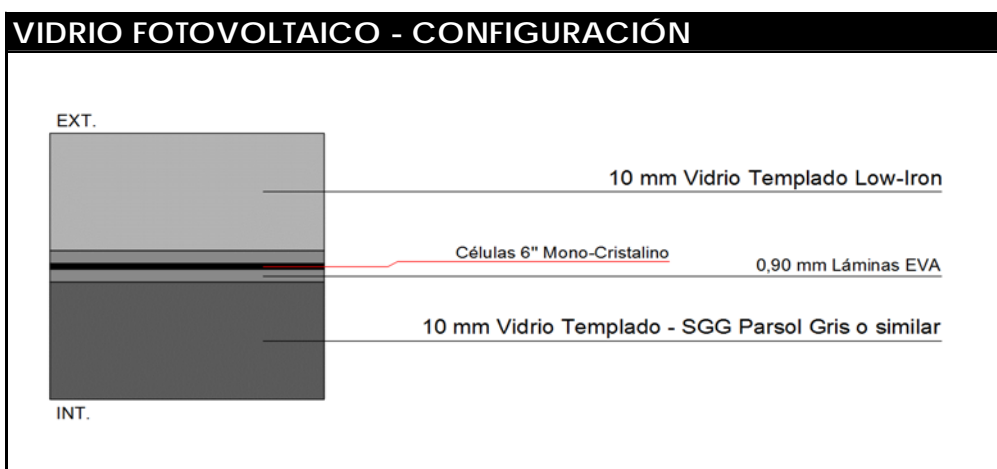 VIDRIO FOTOVOLTAICO - CONFIGURACIÓN
EXT.
10 mm Vidrio Templado Low-Iron
Células 6" Mono-Cristalino
0,90 mm Láminas EVA
10 mm Vidrio Templado - SGG Parsol Gris o similar
INT.